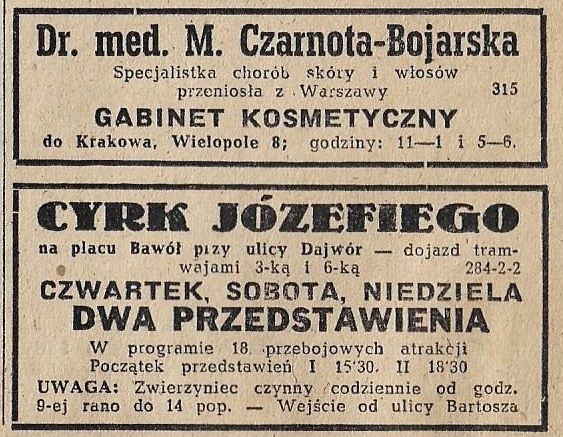 Dr. med. M. Czarnota-Bojarska
Specjalistka chorób skóry i włosów
przeniosła z Warszawy 315
GABINET KOSMETYCZNY
do Krakowa, Wielopole 8; godziny: 11—1 i 5—6.
CYRK JÓZEFIEGO
na placu Bawół przy ulicy Dajwór — dojazd tram-
wajami 3-ką i 6-ką 284-2-2
CZWARTEK, SOBOTA, NIEDZIELA
DWA PRZEDSTAWIENIA
W programie 18 przebojowych atrakcji
Początek przedstawień I 15'30. II 18'30
UWAGA: Zwierzyniec czynny codziennie od godz.
9-ej rano do 14 pop. — Wejście od ulicy Bartosza